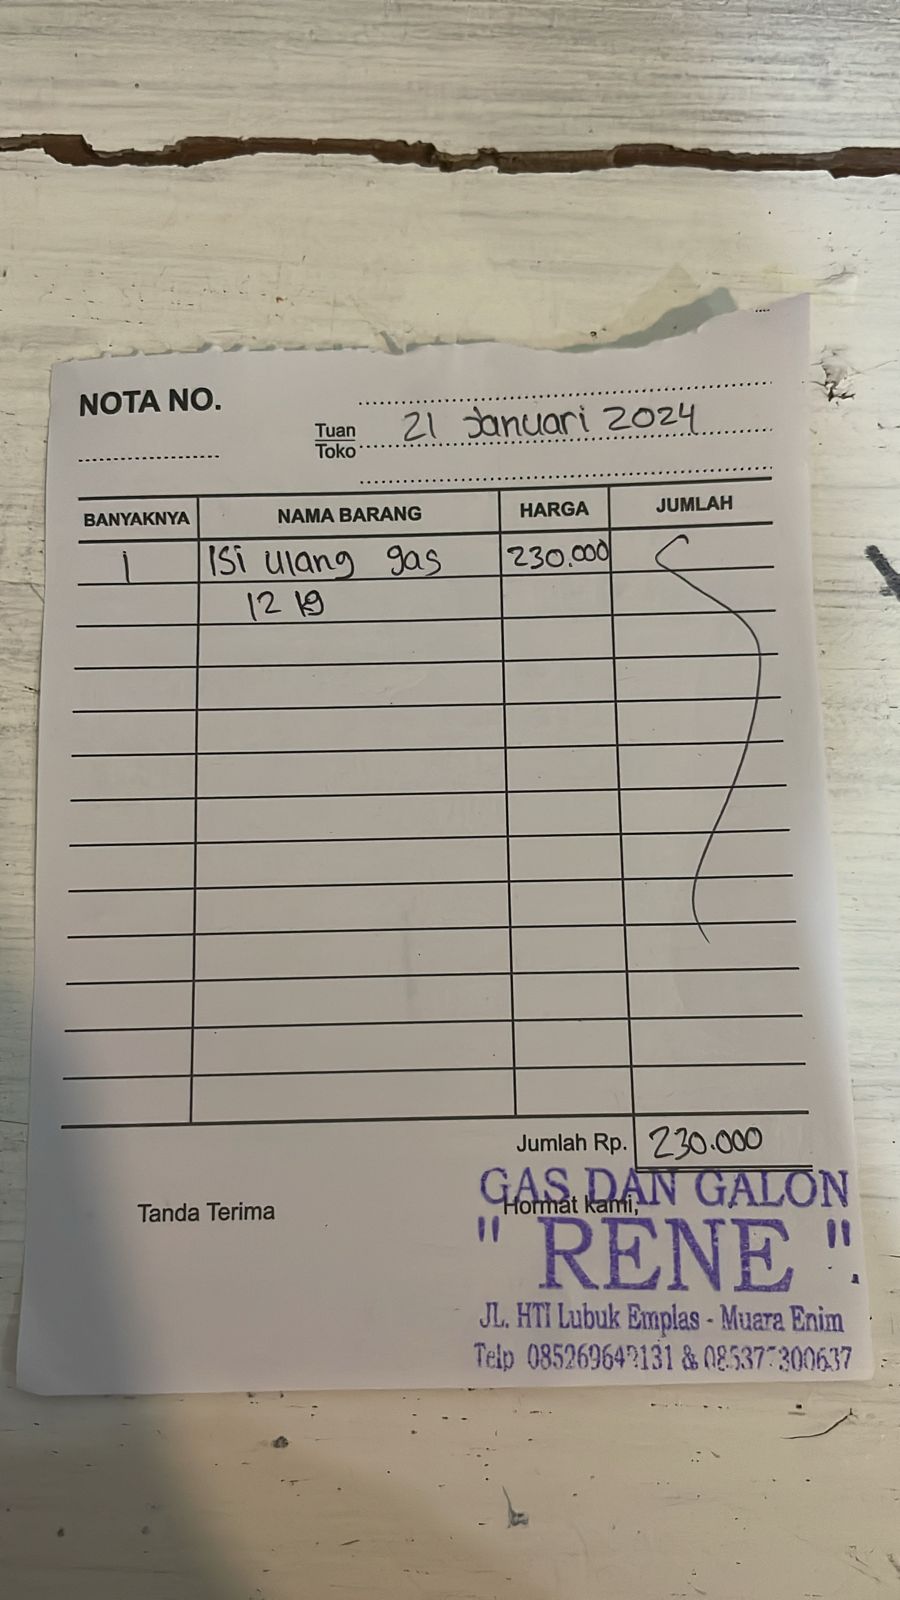 NOTA NO.
21 Januari 2024
Tuan
Toko
BANYAKNYA NAMA BARANG HARGA JUMLAH
1 Isi ulang gas 230.000
12 kg
Jumlah Rp. 230.000
Tanda Terima Hormat kami,
GAS DAN GALON
" RENE "
JL. HTI Lubuk Emplas - Muara Enim
Telp &